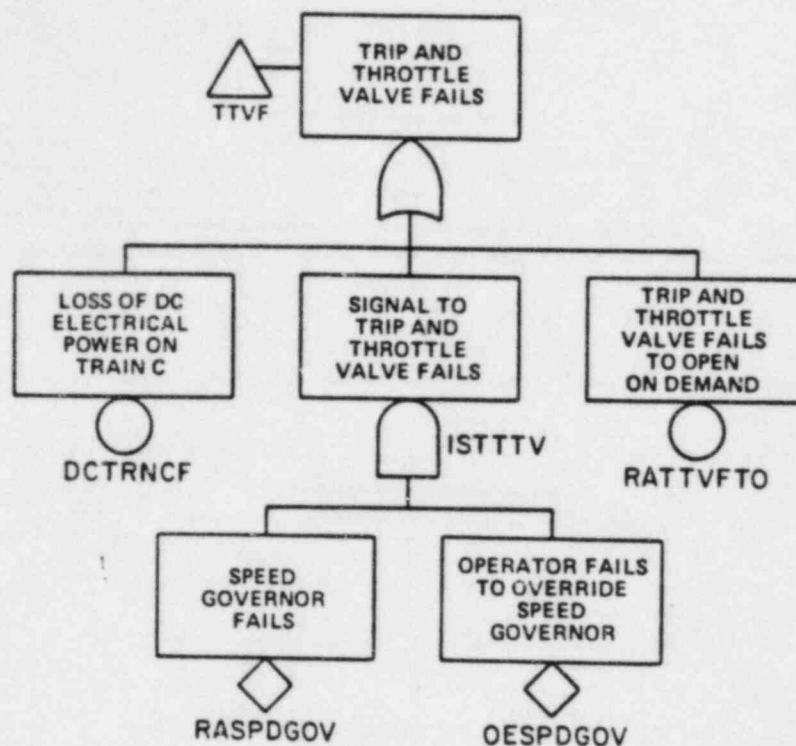 TRIP AND
THROTTLE
VALVE FAILS
TTVF
LOSS OF DC
ELECTRICAL
POWER ON
TRAIN C
DCTRNCF
SIGNAL TO
TRIP AND
THROTTLE
VALVE FAILS
ISTTTV
TRIP AND
THROTTLE
VALVE FAILS
TO OPEN
ON DEMAND
RATTVFTO
SPEED
GOVERNOR
FAILS
RASPDGOV
OPERATOR FAILS
TO OVERRIDE
SPEED
GOVERNOR
OESPDGOV